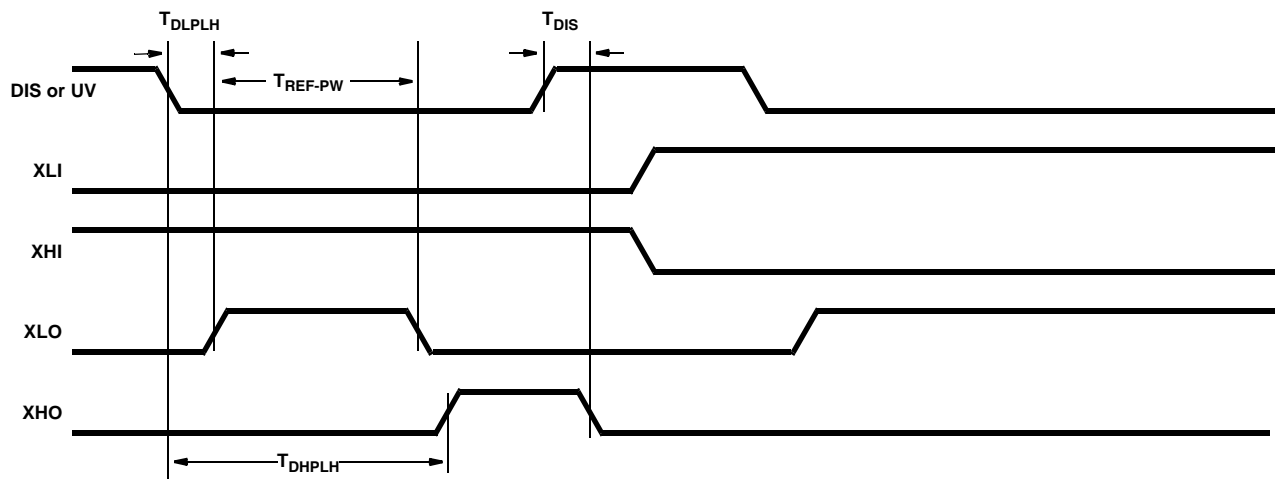 TDLPLH
TDIS
TREF-PW
DIS or UV
XLI
XHI
XLO
XHO
TDHPLH